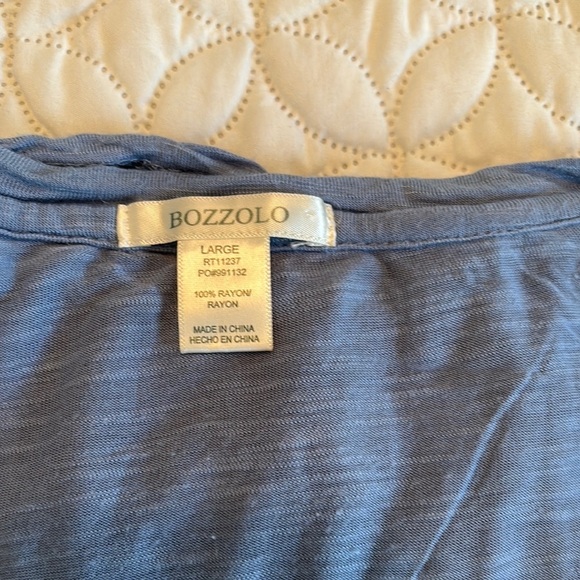 BOZZOLO
LARGE
RT11237
PO#991132
100% RAYON/
RAYON
MADE IN CHINA
HECHO EN CHINA